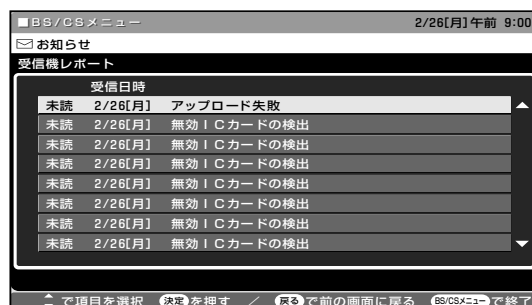 ■BS/CSメニュー 2/26[月]午前 9:00
お知らせ
受信機レポート
受信日時
未読 2/26[月] アップロード失敗
未読 2/26[月] 無効ICカードの検出
未読 2/26[月] 無効ICカードの検出
未読 2/26[月] 無効ICカードの検出
未読 2/26[月] 無効ICカードの検出
未読 2/26[月] 無効ICカードの検出
未読 2/26[月] 無効ICカードの検出
未読 2/26[月] 無効ICカードの検出
で項目を選択 決定を押す / 戻るで前の画面に戻る BS/CSメニューで終了